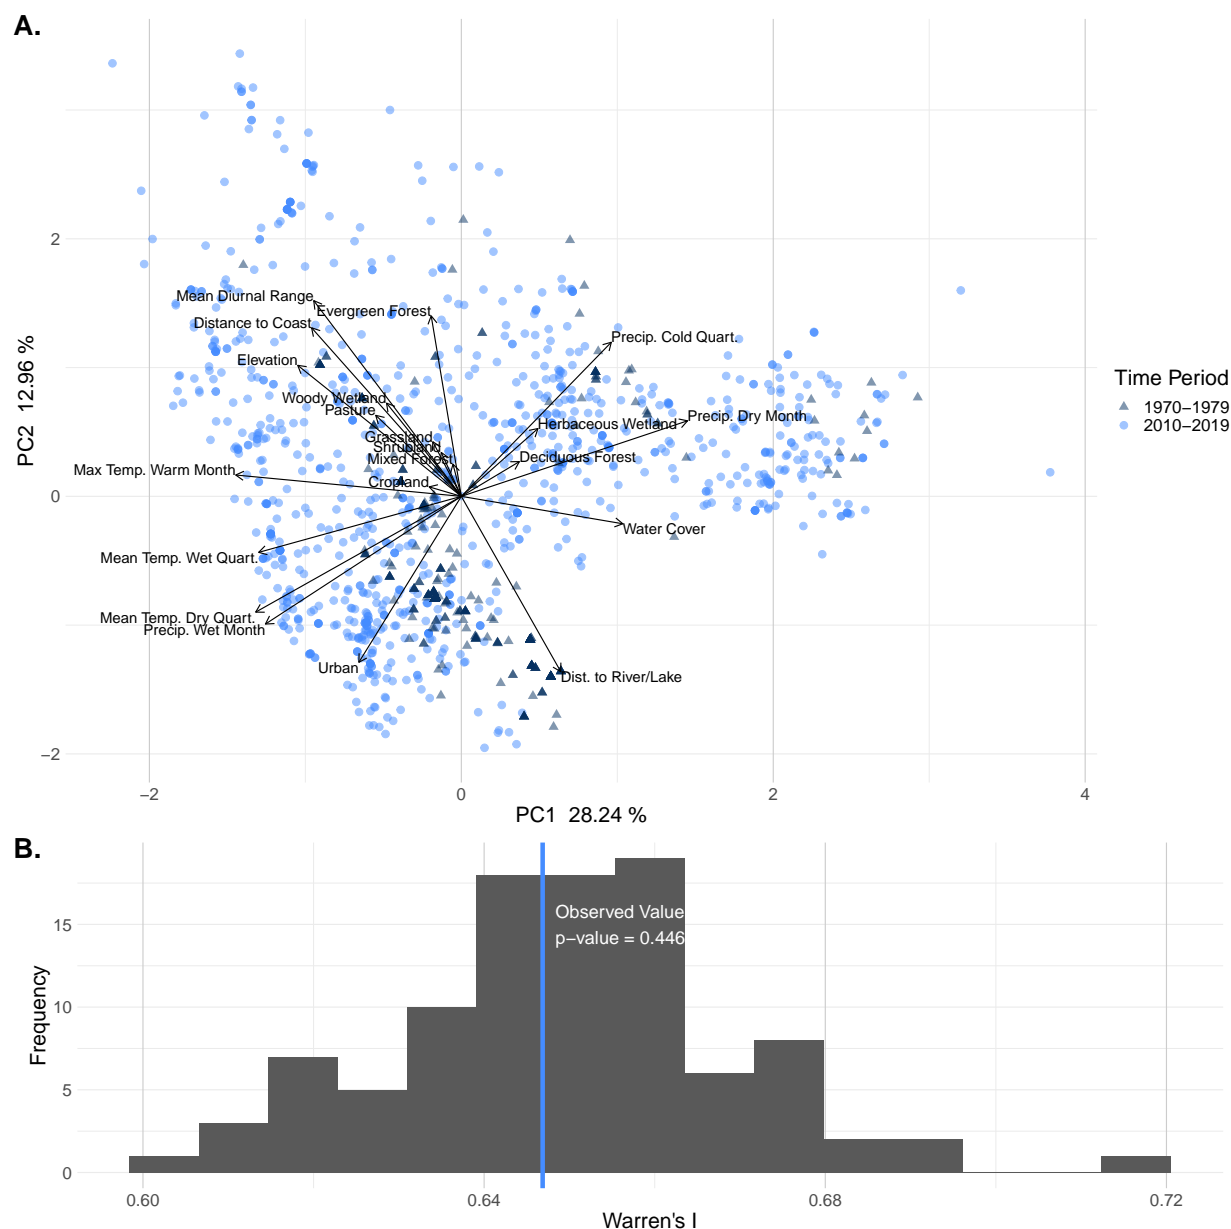 A.
Mean Diurnal Range
Evergreen Forest
Distance to Coast
Precip. Cold Quart.
Elevation
Woody Wetland
Pasture
Precip. Dry Month
Herbaceous Wetland
Grassland
Shrubland
Mixed Forest
Deciduous Forest
Max Temp. Warm Month
Cropland
Water Cover
Mean Temp. Wet Quart.
Mean Temp. Dry Quart.
Precip. Wet Month
Urban
Dist. to River/Lake
2
0
−2
PC2 12.96 %
−2
0
2
4
PC1 28.24 %
Time Period
1970−1979
2010−2019
B.
Observed Value
p−value = 0.446
15
10
5
0
Frequency
0.60
0.64
0.68
0.72
Warren's I